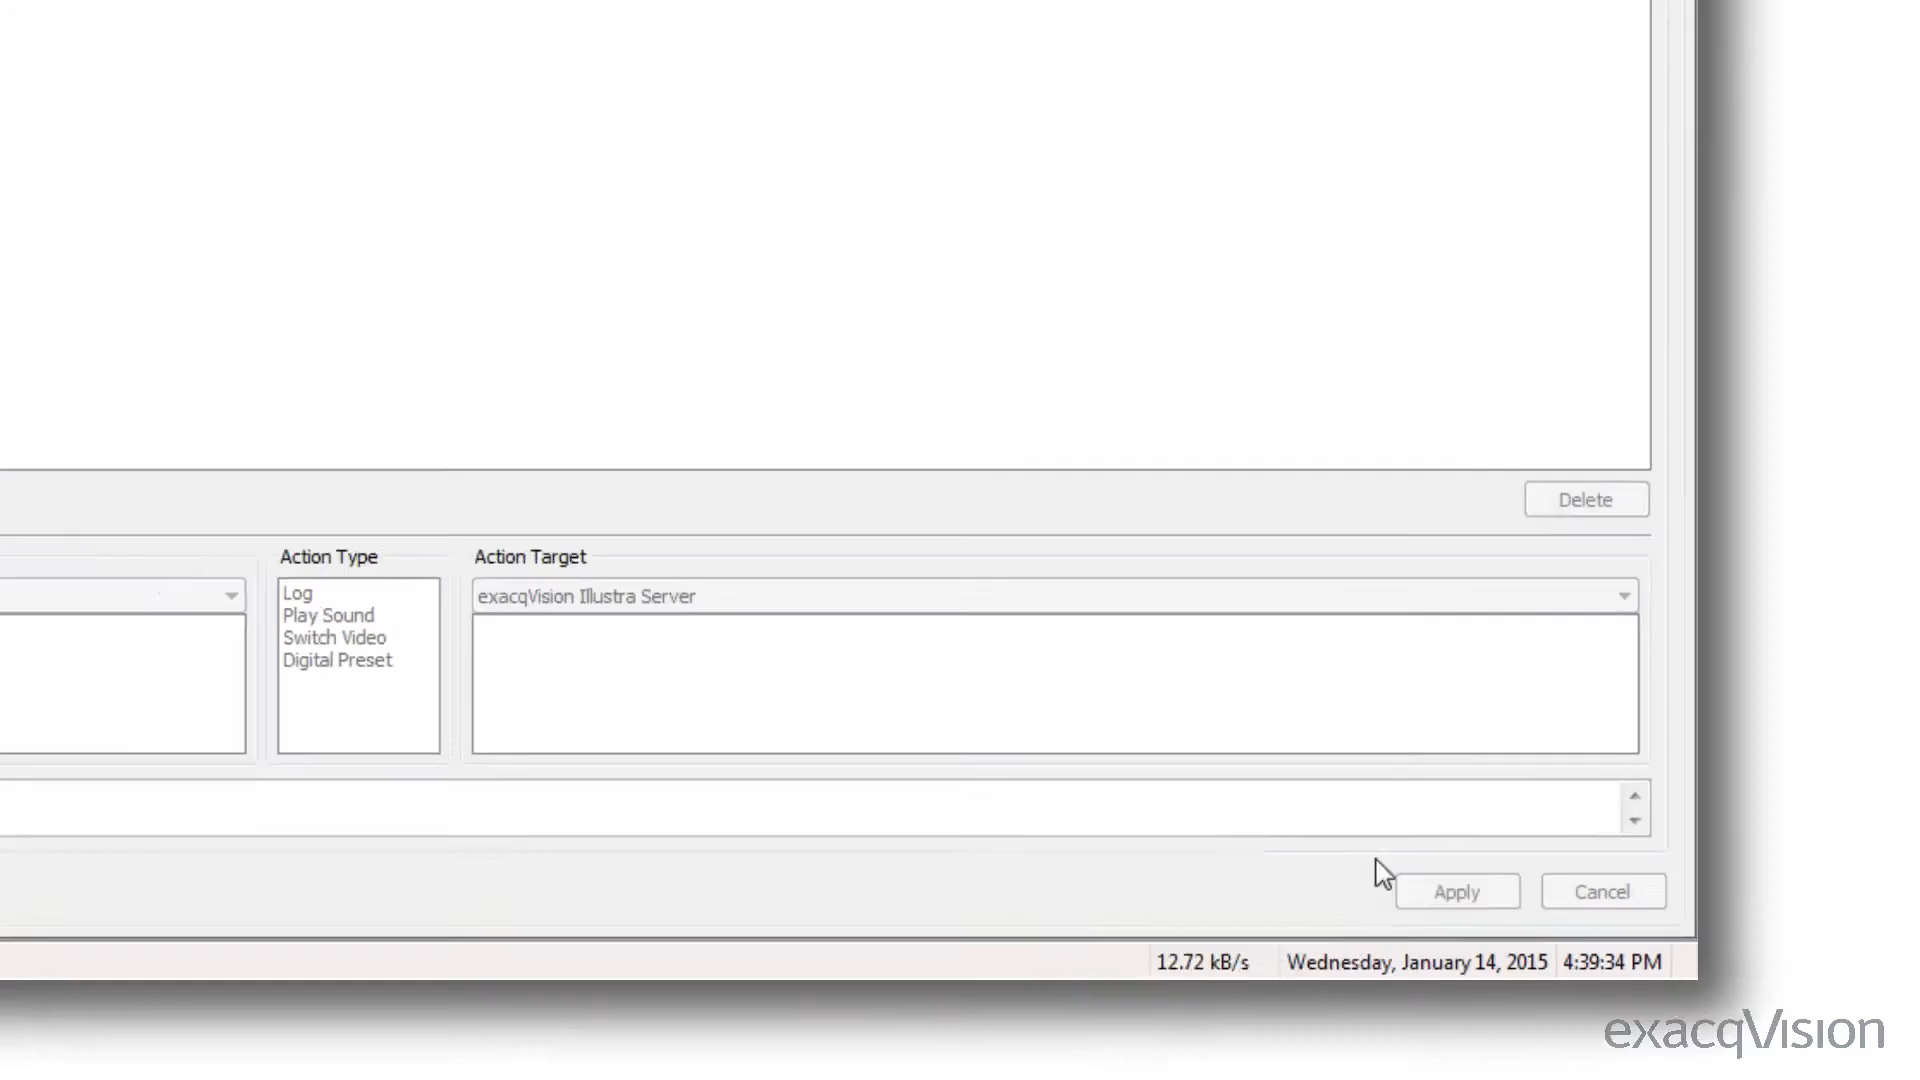 Delete
Action Type
Action Target
Log
Play Sound
Switch Video
Digital Preset
exacqVision Illustra Server
Apply
Cancel
12.72 kB/s
Wednesday, January 14, 2015
4:39:34 PM
exacqVision